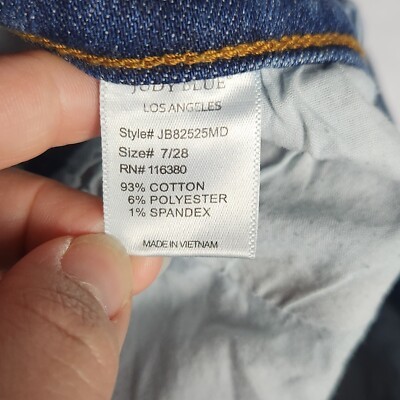 JUDY BLUE
LOS ANGELES
Style# JB82525MD
Size# 7/28
RN# 116380
93% COTTON
6% POLYESTER
1% SPANDEX
MADE IN VIETNAM